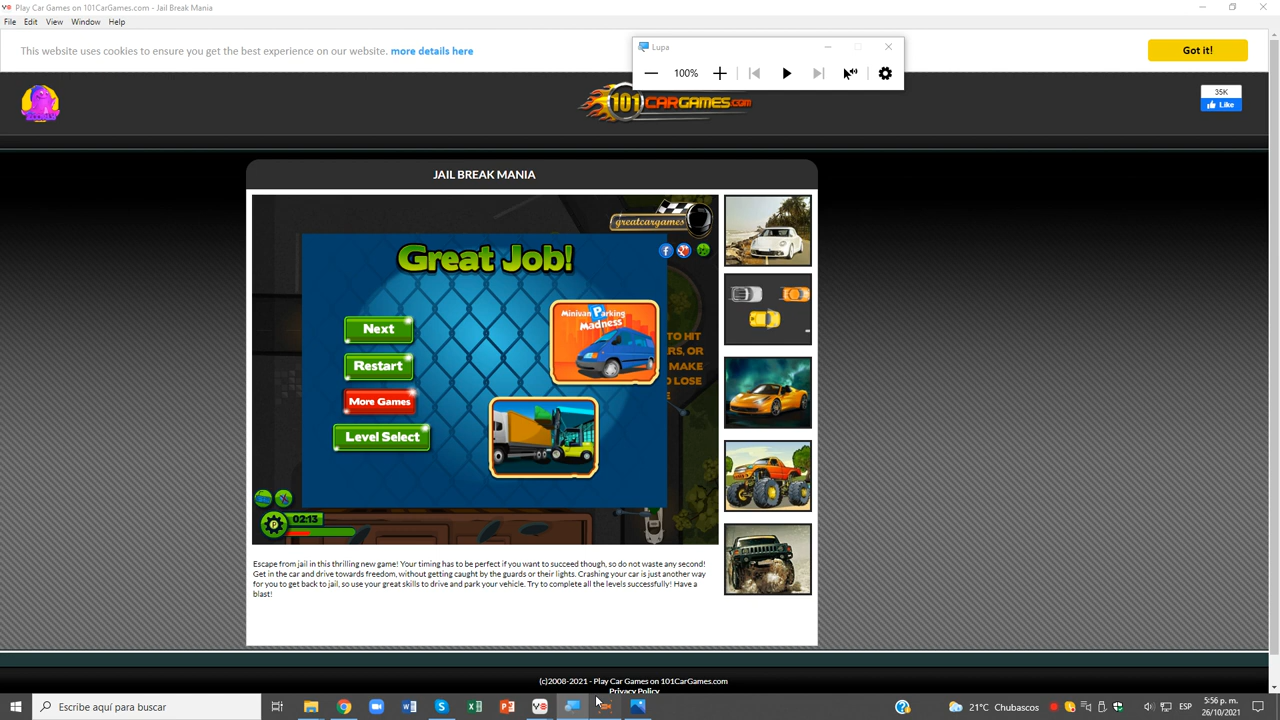 Play Car Games on 101CarGames.com - Jail Break Mania
File Edit View Window Help
This website uses cookies to ensure you get the best experience on our website. more details here
Got it!
Lupa
100%
101CARGAMES.COM
35K
Like
JAIL BREAK MANIA
greatcargames
Great Job!
Next
Restart
More Games
Level Select
Minivan Parking
Madness
TO HIT
RS, OR
MAKE
O LOSE
02:13
Escape from jail in this thrilling new game! Your timing has to be perfect if you want to succeed though, so do not waste any second!
Get in the car and drive towards freedom, without getting caught by the guards or their lights. Crashing your car is just another way
for you to get back to jail, so use your great skills to drive and park your vehicle. Try to complete all the levels successfully! Have a
blast!
(c)2008-2021 - Play Car Games on 101CarGames.com
Privacy Policy
Escribe aquí para buscar
21°C Chubascos
ESP
5:56 p. m.
26/10/2021